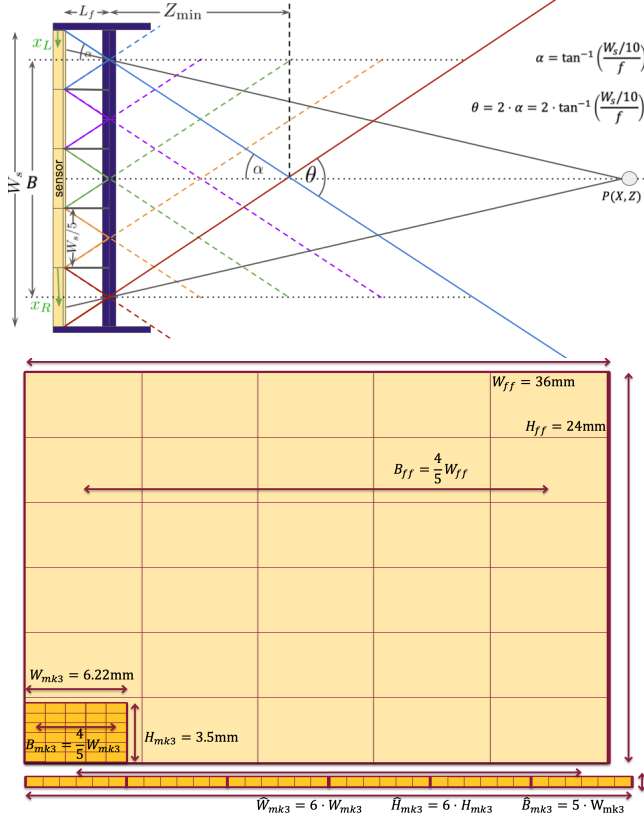 L_f
Z_min
x_L
α
α = tan⁻¹(W_s/10 / f)
θ = 2 · α = 2 · tan⁻¹(W_s/10 / f)
W_s
B
sensor
α
θ
P(X, Z)
W_s/5
x_R
W_ff = 36mm
H_ff = 24mm
B_ff = 4/5 W_ff
W_mk3 = 6.22mm
B_mk3 = 4/5 W_mk3
H_mk3 = 3.5mm
Ŵ_mk3 = 6 · W_mk3 Ĥ_mk3 = 6 · H_mk3 B̂_mk3 = 5 · W_mk3